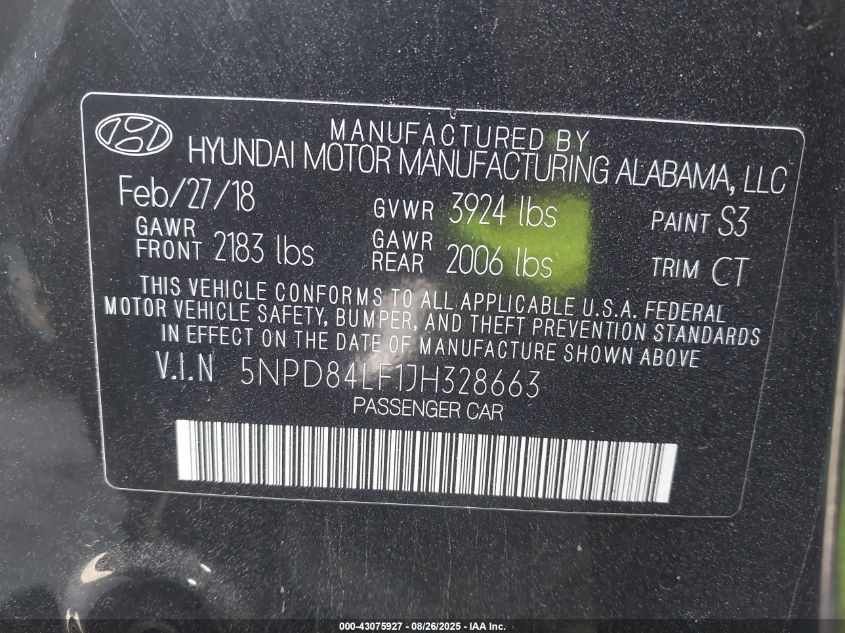 MANUFACTURED BY
HYUNDAI MOTOR MANUFACTURING ALABAMA, LLC
Feb/27/18 GVWR 3924 lbs PAINT S3
GAWR FRONT 2183 lbs GAWR REAR 2006 lbs TRIM CT
THIS VEHICLE CONFORMS TO ALL APPLICABLE U.S.A. FEDERAL
MOTOR VEHICLE SAFETY, BUMPER, AND THEFT PREVENTION STANDARDS
IN EFFECT ON THE DATE OF MANUFACTURE SHOWN ABOVE
V.I.N 5NPD84LF1JH328663
PASSENGER CAR
000-43075927 - 08/26/2025 - IAA Inc.